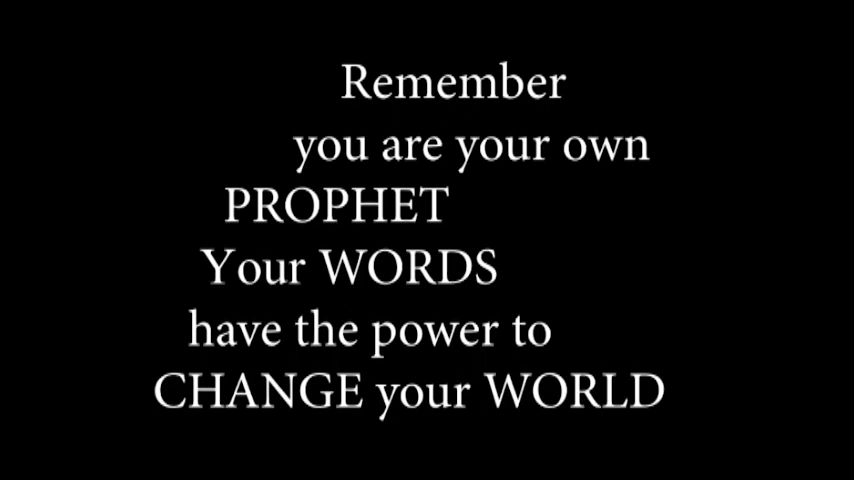 Remember
you are your own
PROPHET
Your WORDS
have the power to
CHANGE your WORLD